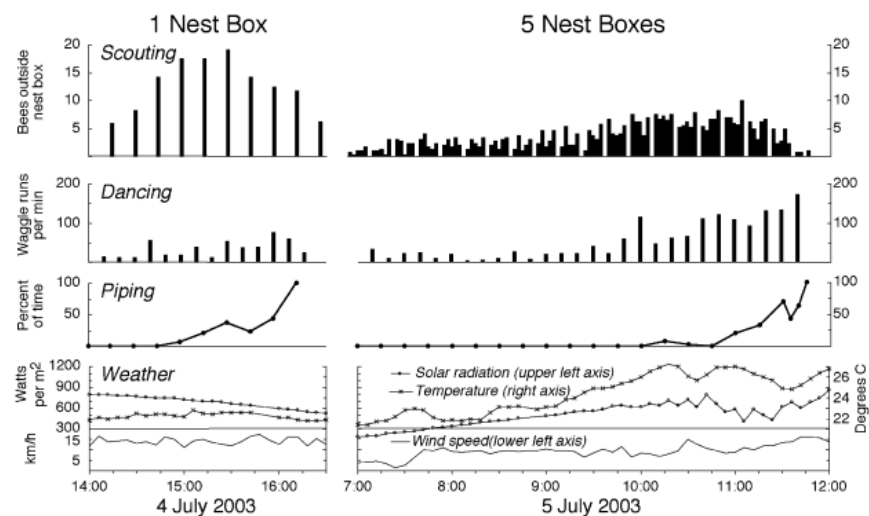 1 Nest Box 5 Nest Boxes
Scouting
Bees outside
nest box
20
15
10
5
20
15
10
5
Dancing
Waggle runs
per min
200
100
200
100
Piping
Percent
of time
100
50
100
50
Weather
Watts
per m2
1200
900
600
300
km/h
15
5
Solar radiation (upper left axis)
Temperature (right axis)
Wind speed(lower left axis)
26
24
22
Degrees C
14:00 15:00 16:00 7:00 8:00 9:00 10:00 11:00 12:00
4 July 2003 5 July 2003